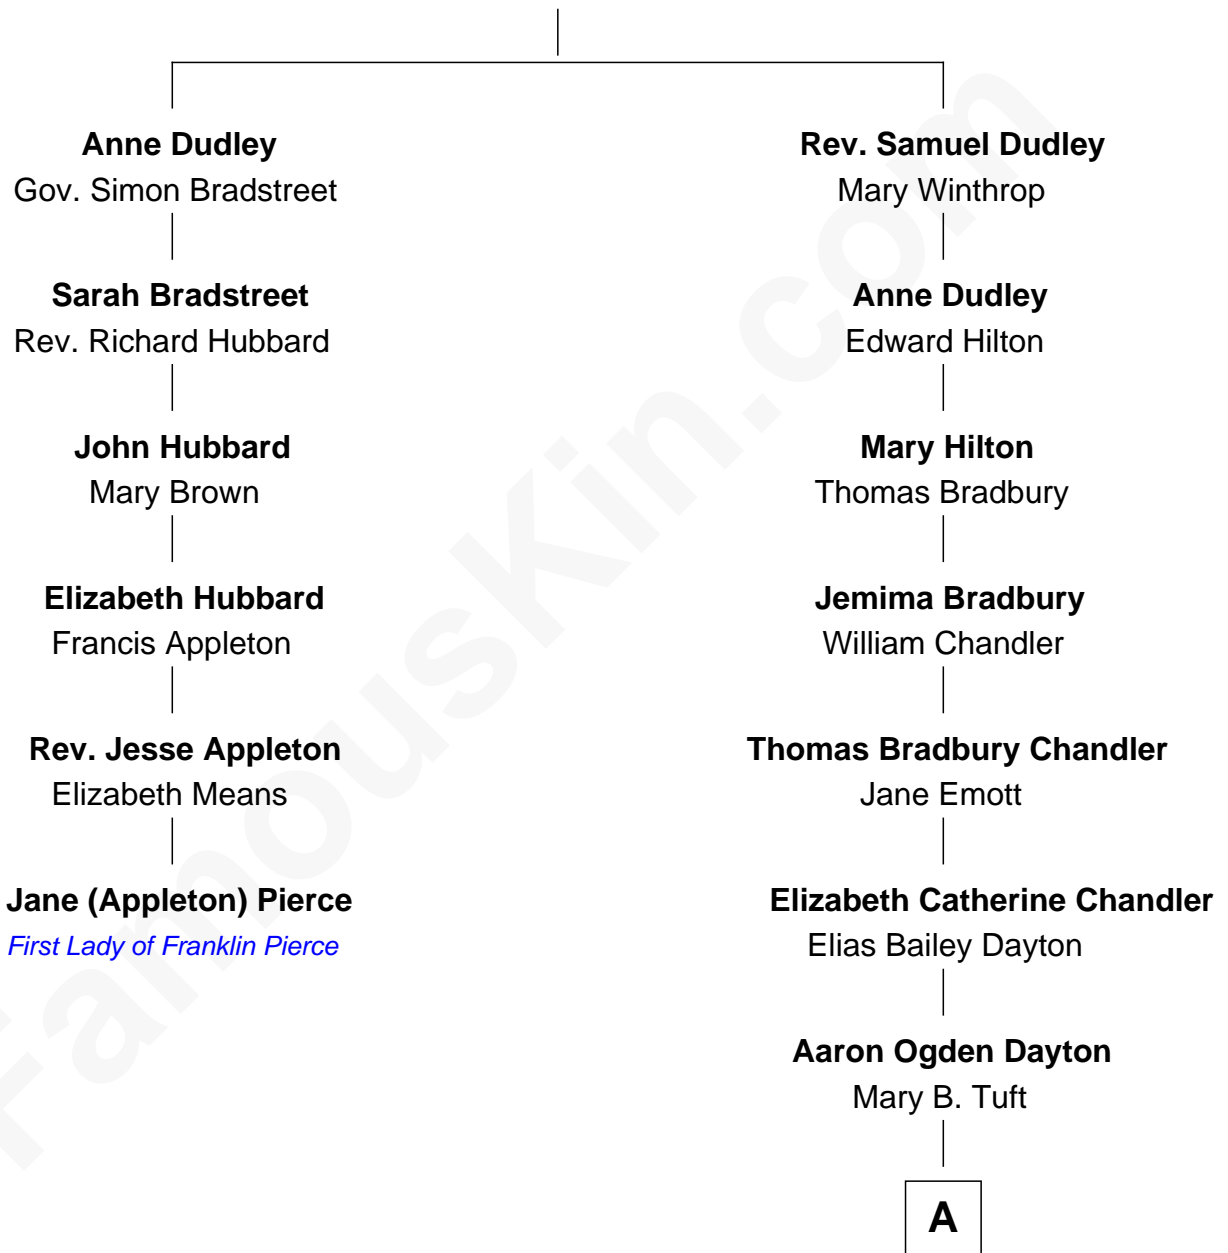 Anne Dudley
Gov. Simon Bradstreet
Sarah Bradstreet
Rev. Richard Hubbard
John Hubbard
Mary Brown
Elizabeth Hubbard
Francis Appleton
Rev. Jesse Appleton
Elizabeth Means
Jane (Appleton) Pierce
First Lady of Franklin Pierce
Rev. Samuel Dudley
Mary Winthrop
Anne Dudley
Edward Hilton
Mary Hilton
Thomas Bradbury
Jemima Bradbury
William Chandler
Thomas Bradbury Chandler
Jane Emott
Elizabeth Catherine Chandler
Elias Bailey Dayton
Aaron Ogden Dayton
Mary B. Tuft
A
FamousKin.com